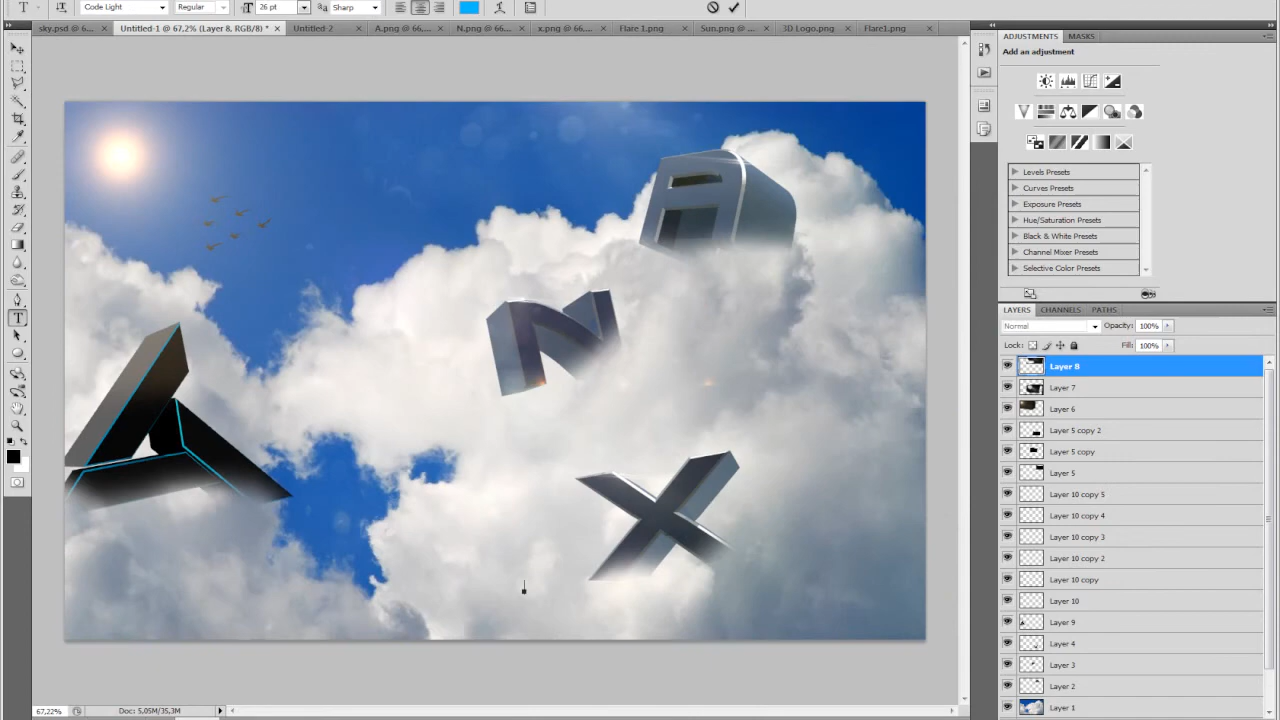 Code Light Regular 26 pt Sharp
sky.psd @ 6... × Untitled-1 @ 67,2% (Layer 8, RGB/8) * × Untitled-2 × A.png @ 66,... × N.png @ 66,... × x.png @ 66,... × Flare 1.png × Sun.png @ ... × 3D Logo.png × Flare1.png ×
ADJUSTMENTS MASKS
Add an adjustment
Levels Presets
Curves Presets
Exposure Presets
Hue/Saturation Presets
Black & White Presets
Channel Mixer Presets
Selective Color Presets
LAYERS CHANNELS PATHS
Normal Opacity: 100%
Lock: Fill: 100%
Layer 8
Layer 7
Layer 6
Layer 5 copy 2
Layer 5 copy
Layer 5
Layer 10 copy 5
Layer 10 copy 4
Layer 10 copy 3
Layer 10 copy 2
Layer 10 copy
Layer 10
Layer 9
Layer 4
Layer 3
Layer 2
Layer 1
N
X
67,22% Doc: 5,05M/35,3M